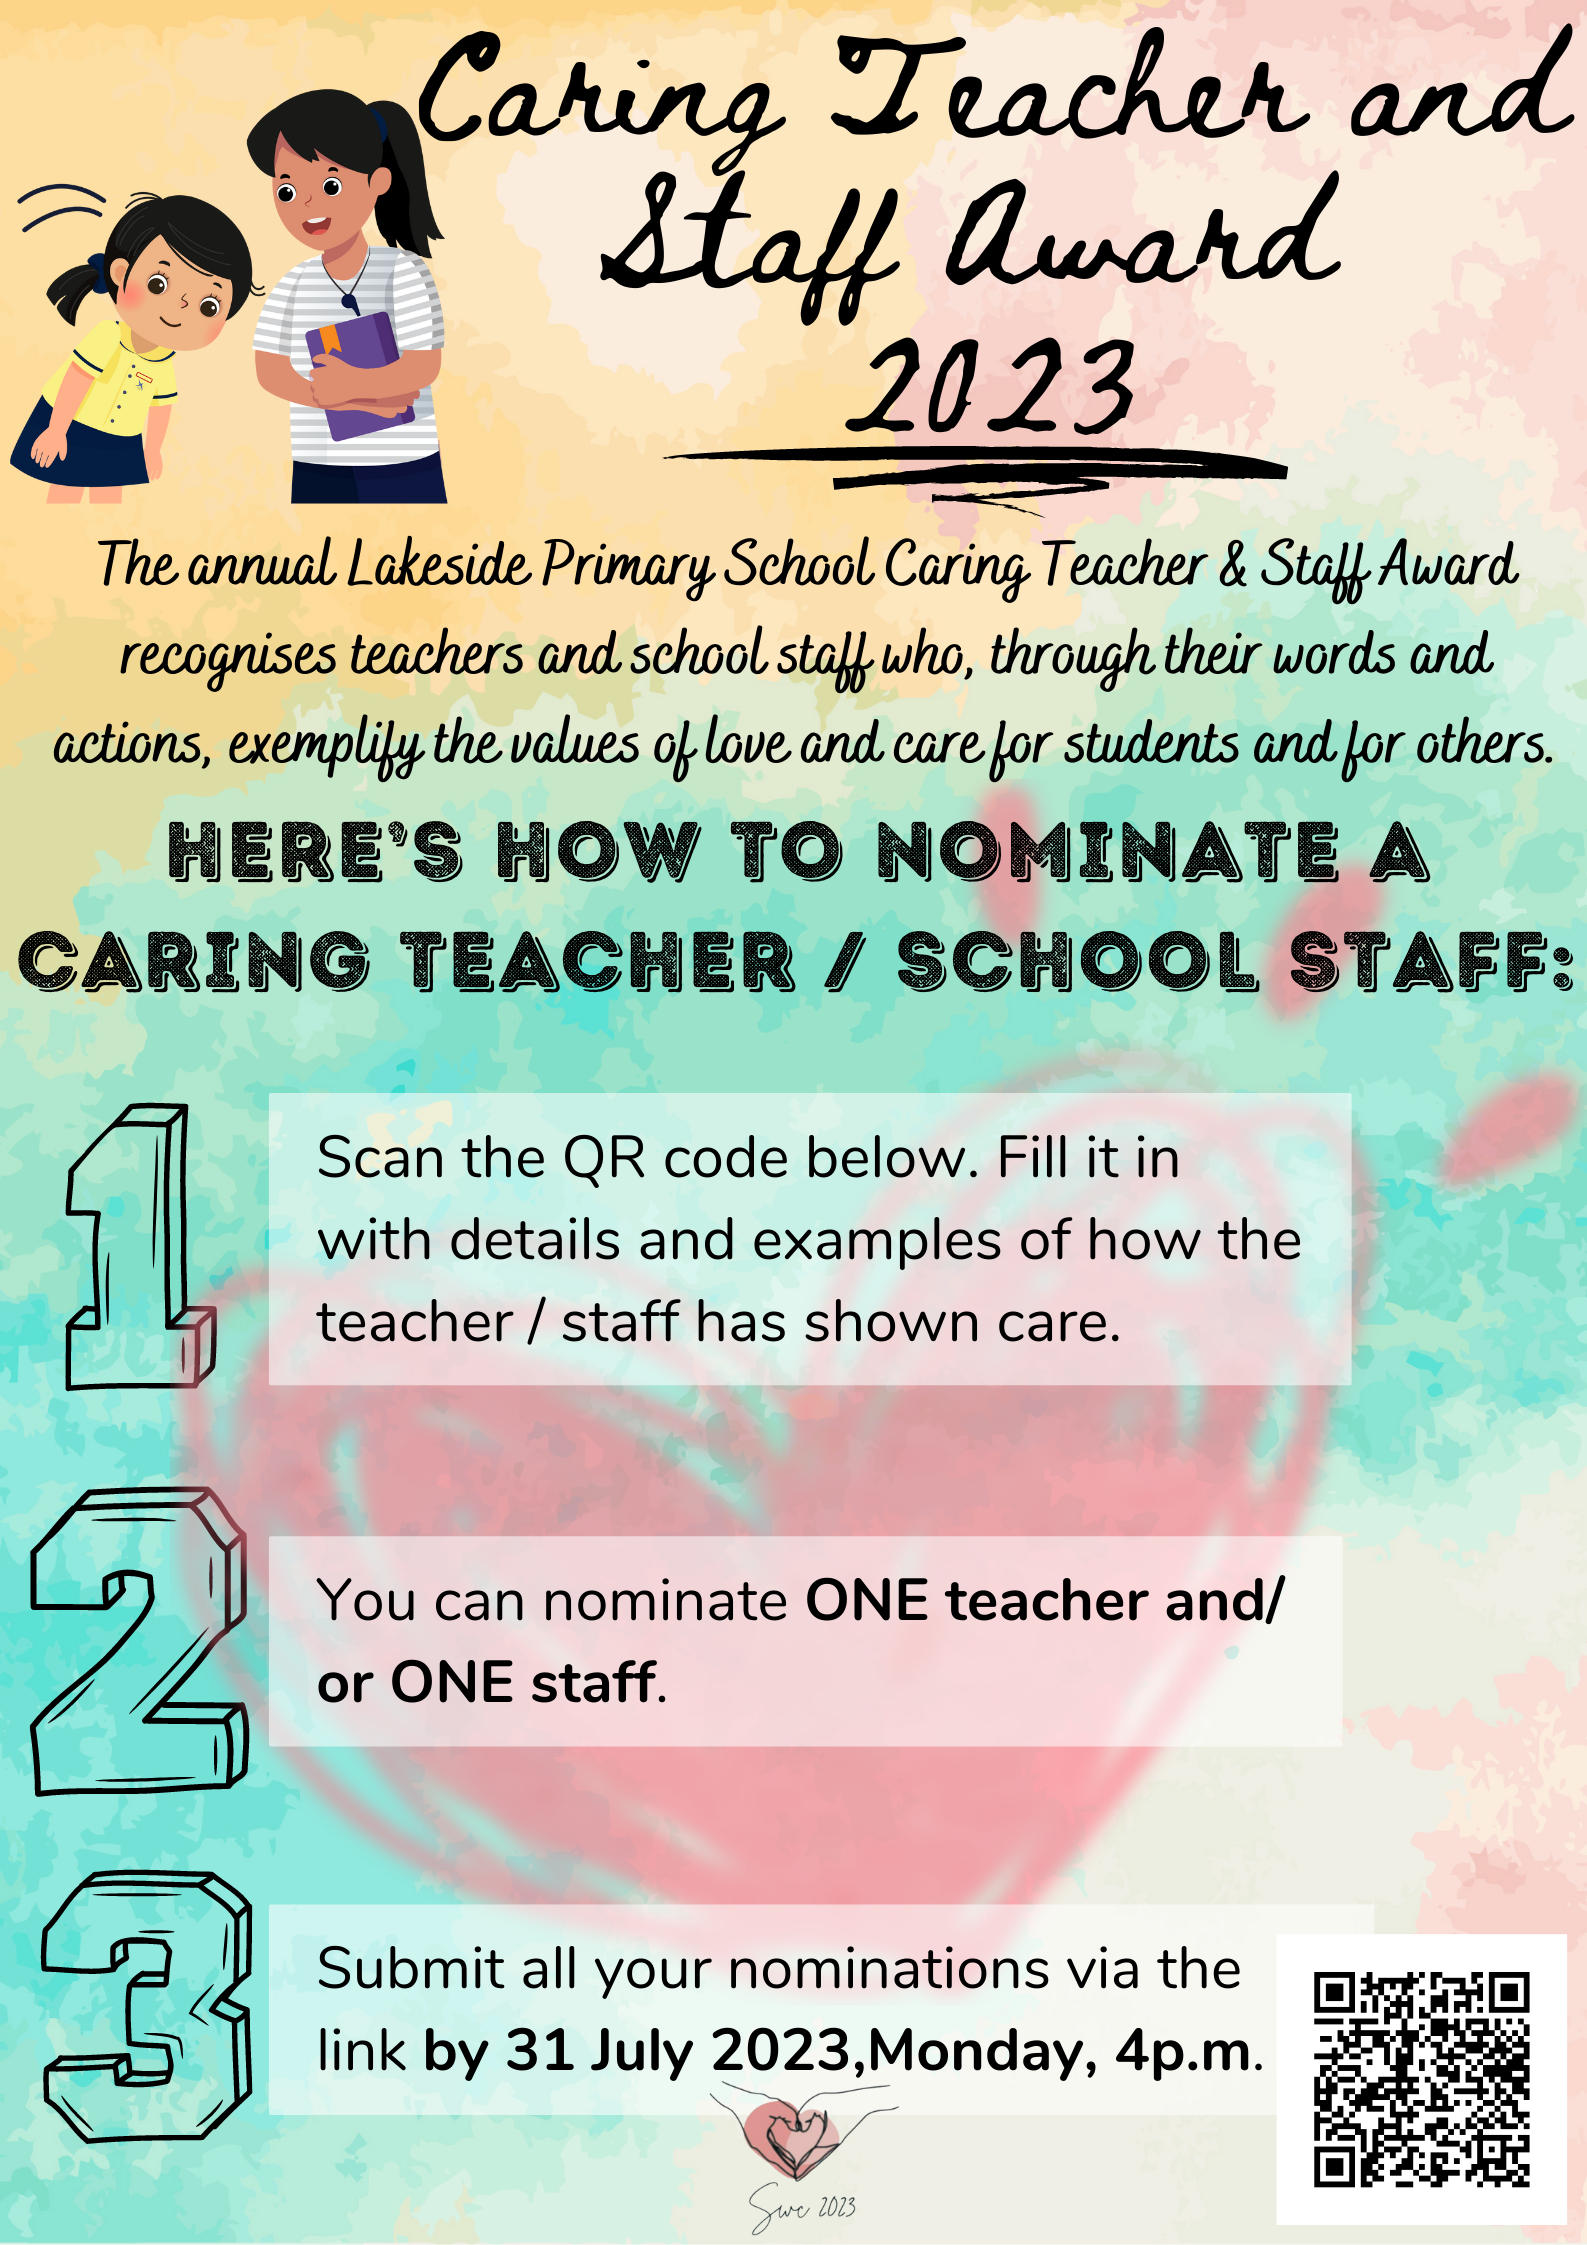 Caring Teacher and
Staff Award
2023
The annual Lakeside Primary School Caring Teacher & Staff Award
recognises teachers and school staff who, through their words and
actions, exemplify the values of love and care for students and for others.
HERE'S HOW TO NOMINATE A
CARING TEACHER / SCHOOL STAFF:
1
Scan the QR code below. Fill it in
with details and examples of how the
teacher / staff has shown care.
2
You can nominate ONE teacher and/
or ONE staff.
3
Submit all your nominations via the
link by 31 July 2023,Monday, 4p.m.
Swc 2023